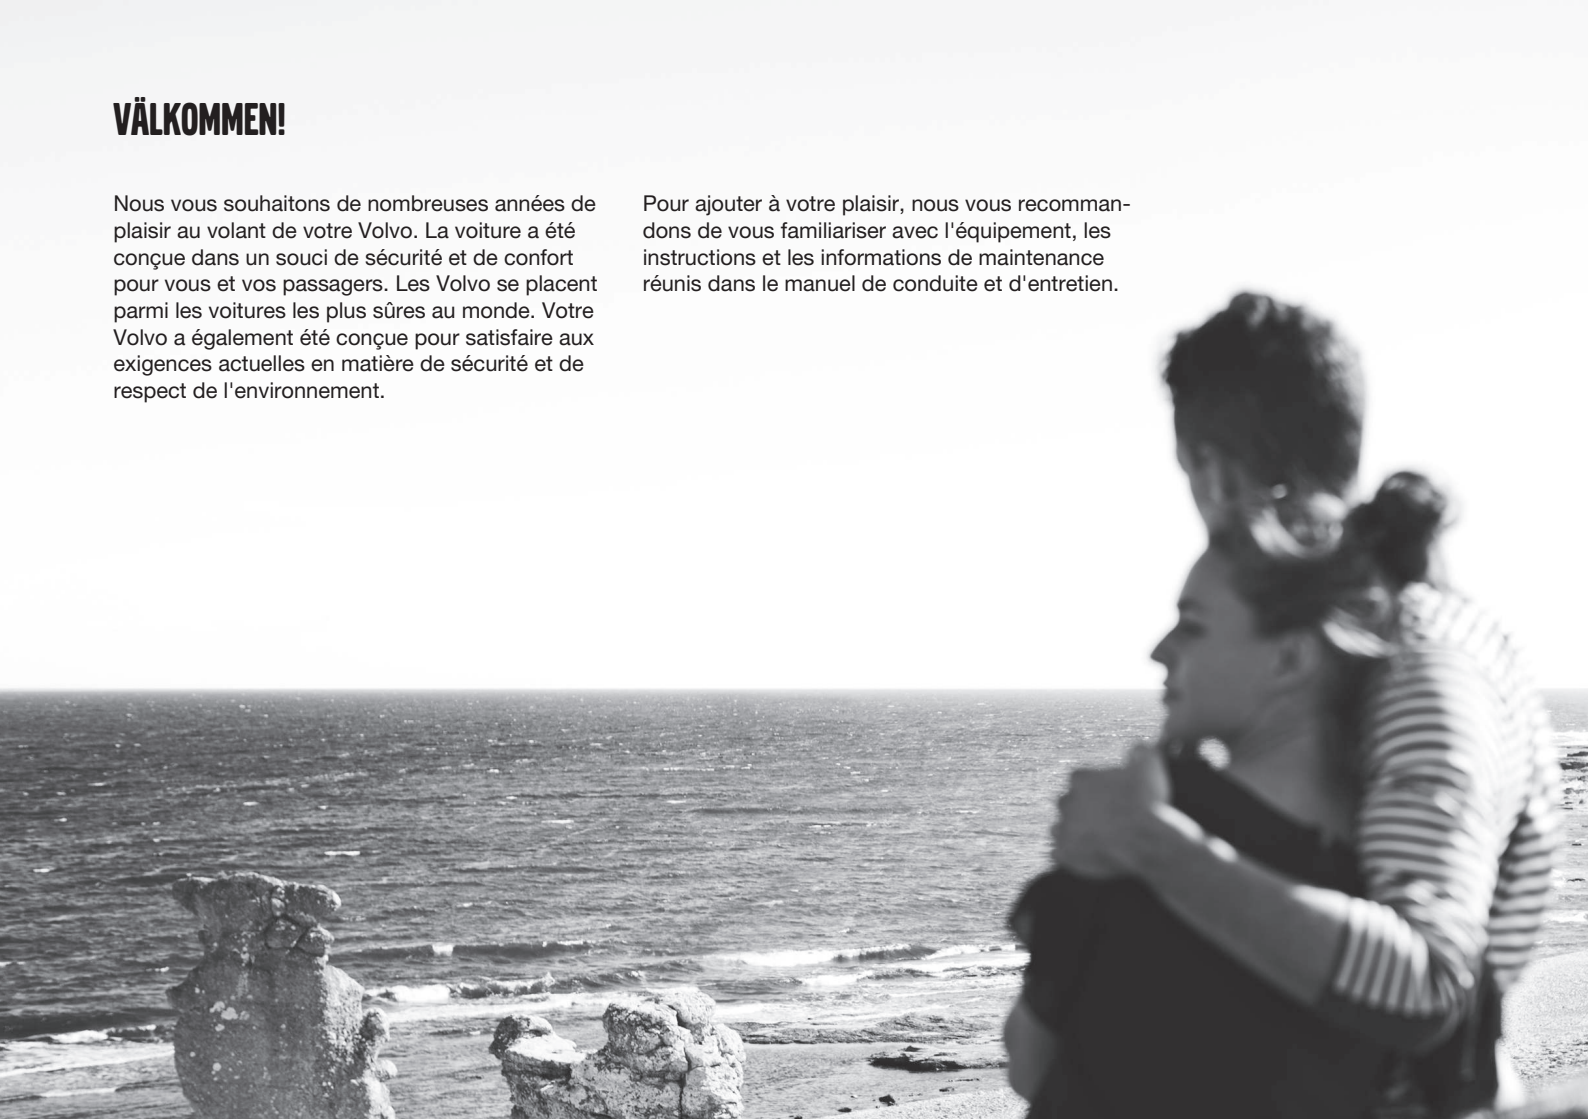 VÄLKOMMEN!
Nous vous souhaitons de nombreuses années de
plaisir au volant de votre Volvo. La voiture a été
conçue dans un souci de sécurité et de confort
pour vous et vos passagers. Les Volvo se placent
parmi les voitures les plus sûres au monde. Votre
Volvo a également été conçue pour satisfaire aux
exigences actuelles en matière de sécurité et de
respect de l'environnement.
Pour ajouter à votre plaisir, nous vous recomman-
dons de vous familiariser avec l'équipement, les
instructions et les informations de maintenance
réunis dans le manuel de conduite et d'entretien.